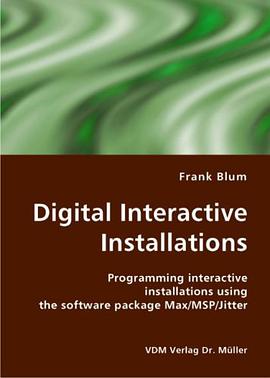 Frank Blum
Digital Interactive
Installations
Programming interactive
installations using
the software package Max/MSP/Jitter
VDM Verlag Dr. Müller